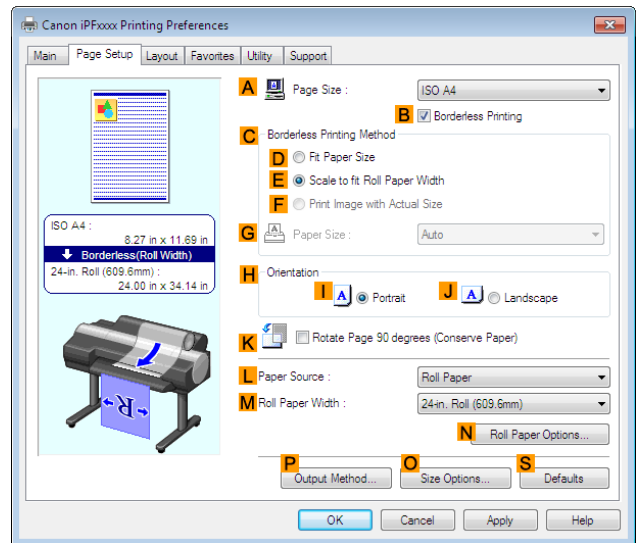 Canon iPFxxxx Printing Preferences
Main Page Setup Layout Favorites Utility Support
A Page Size : ISO A4
B Borderless Printing
C Borderless Printing Method
D Fit Paper Size
E Scale to fit Roll Paper Width
F Print Image with Actual Size
G Paper Size : Auto
ISO A4 :
8.27 in x 11.69 in
Borderless(Roll Width)
24-in. Roll (609.6mm) :
24.00 in x 34.14 in
H Orientation
I A Portrait J A Landscape
K Rotate Page 90 degrees (Conserve Paper)
R
L Paper Source : Roll Paper
M Roll Paper Width : 24-in. Roll (609.6mm)
N Roll Paper Options...
P Output Method... O Size Options... S Defaults
OK Cancel Apply Help